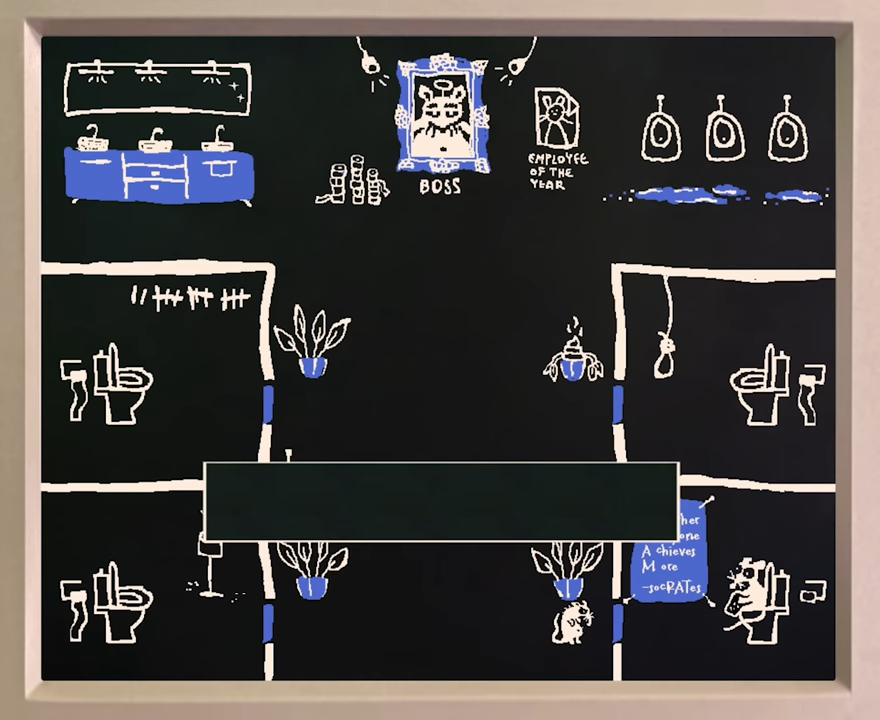 BOSS
EMPLOYEE
OF THE
YEAR
her
one
A chieves
M ore
-socRATes